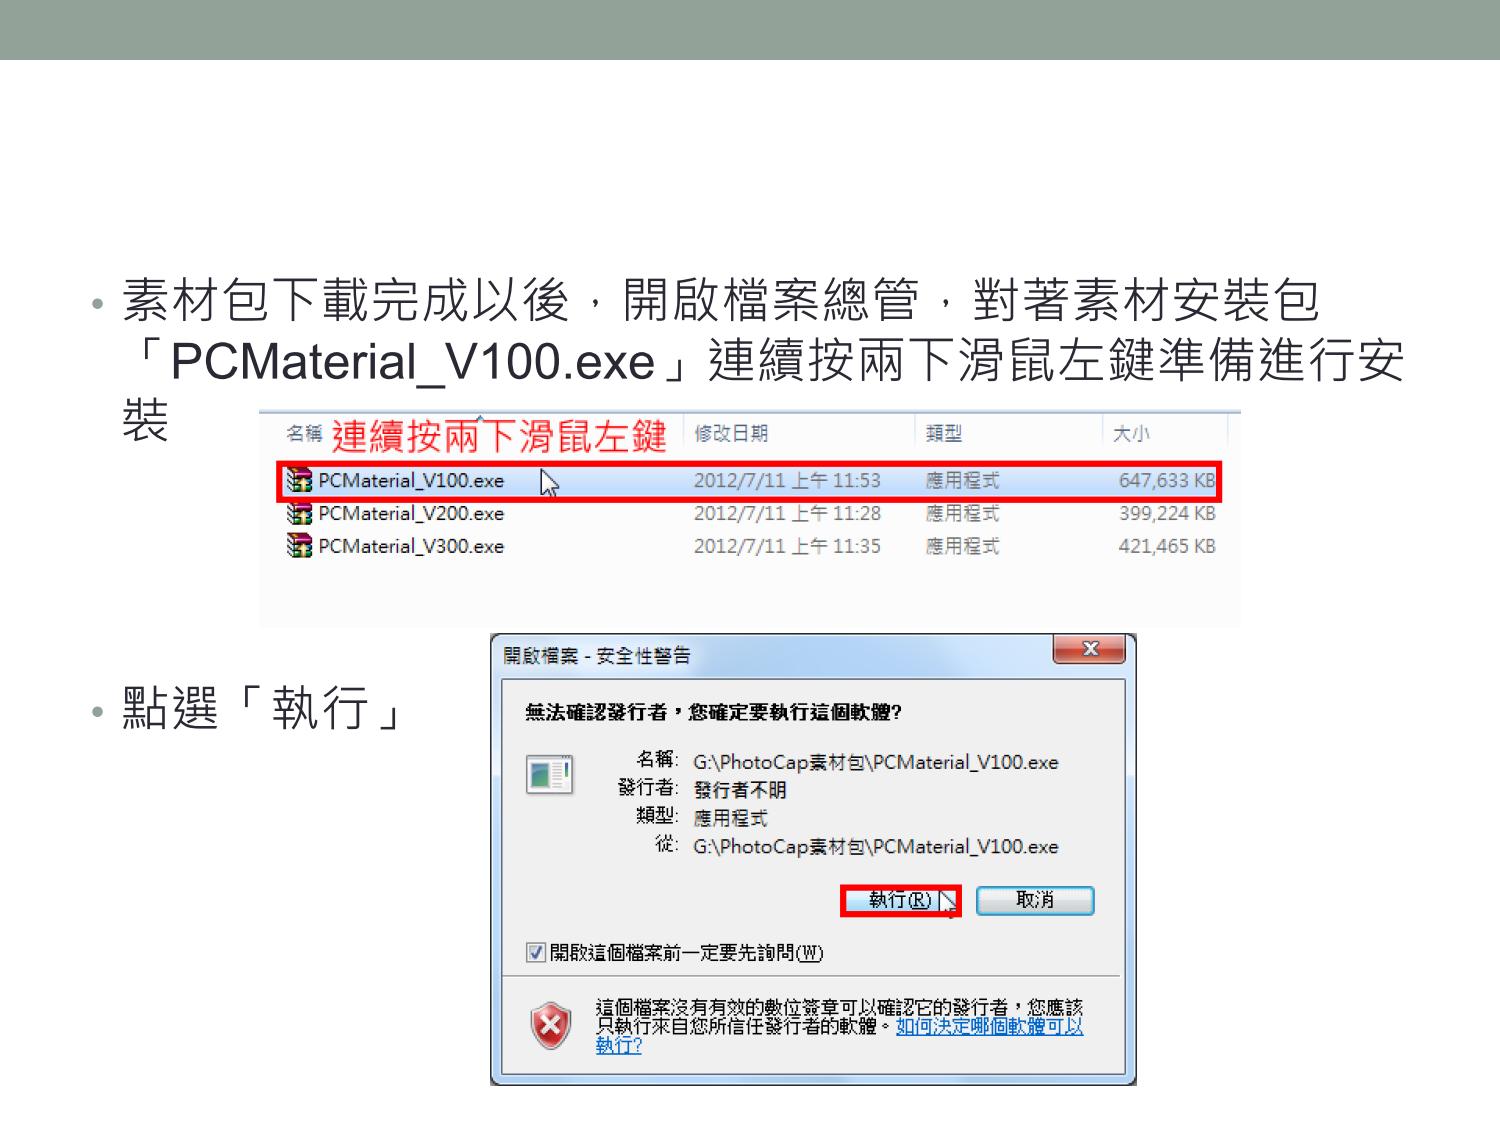 • 素材包下載完成以後，開啟檔案總管，對著素材安裝包
「PCMaterial_V100.exe」連續按兩下滑鼠左鍵準備進行安
裝
名稱 連續按兩下滑鼠左鍵 修改日期 類型 大小
PCMaterial_V100.exe 2012/7/11 上午 11:53 應用程式 647,633 KB
PCMaterial_V200.exe 2012/7/11 上午 11:28 應用程式 399,224 KB
PCMaterial_V300.exe 2012/7/11 上午 11:35 應用程式 421,465 KB
• 點選「執行」
開啟檔案 - 安全性警告
無法確認發行者，您確定要執行這個軟體?
名稱: G:\PhotoCap素材包\PCMaterial_V100.exe
發行者: 發行者不明
類型: 應用程式
從: G:\PhotoCap素材包\PCMaterial_V100.exe
執行(R) 取消
開啟這個檔案前一定要先詢問(W)
這個檔案沒有有效的數位簽章可以確認它的發行者，您應該
只執行來自您所信任發行者的軟體。如何決定哪個軟體可以
執行?